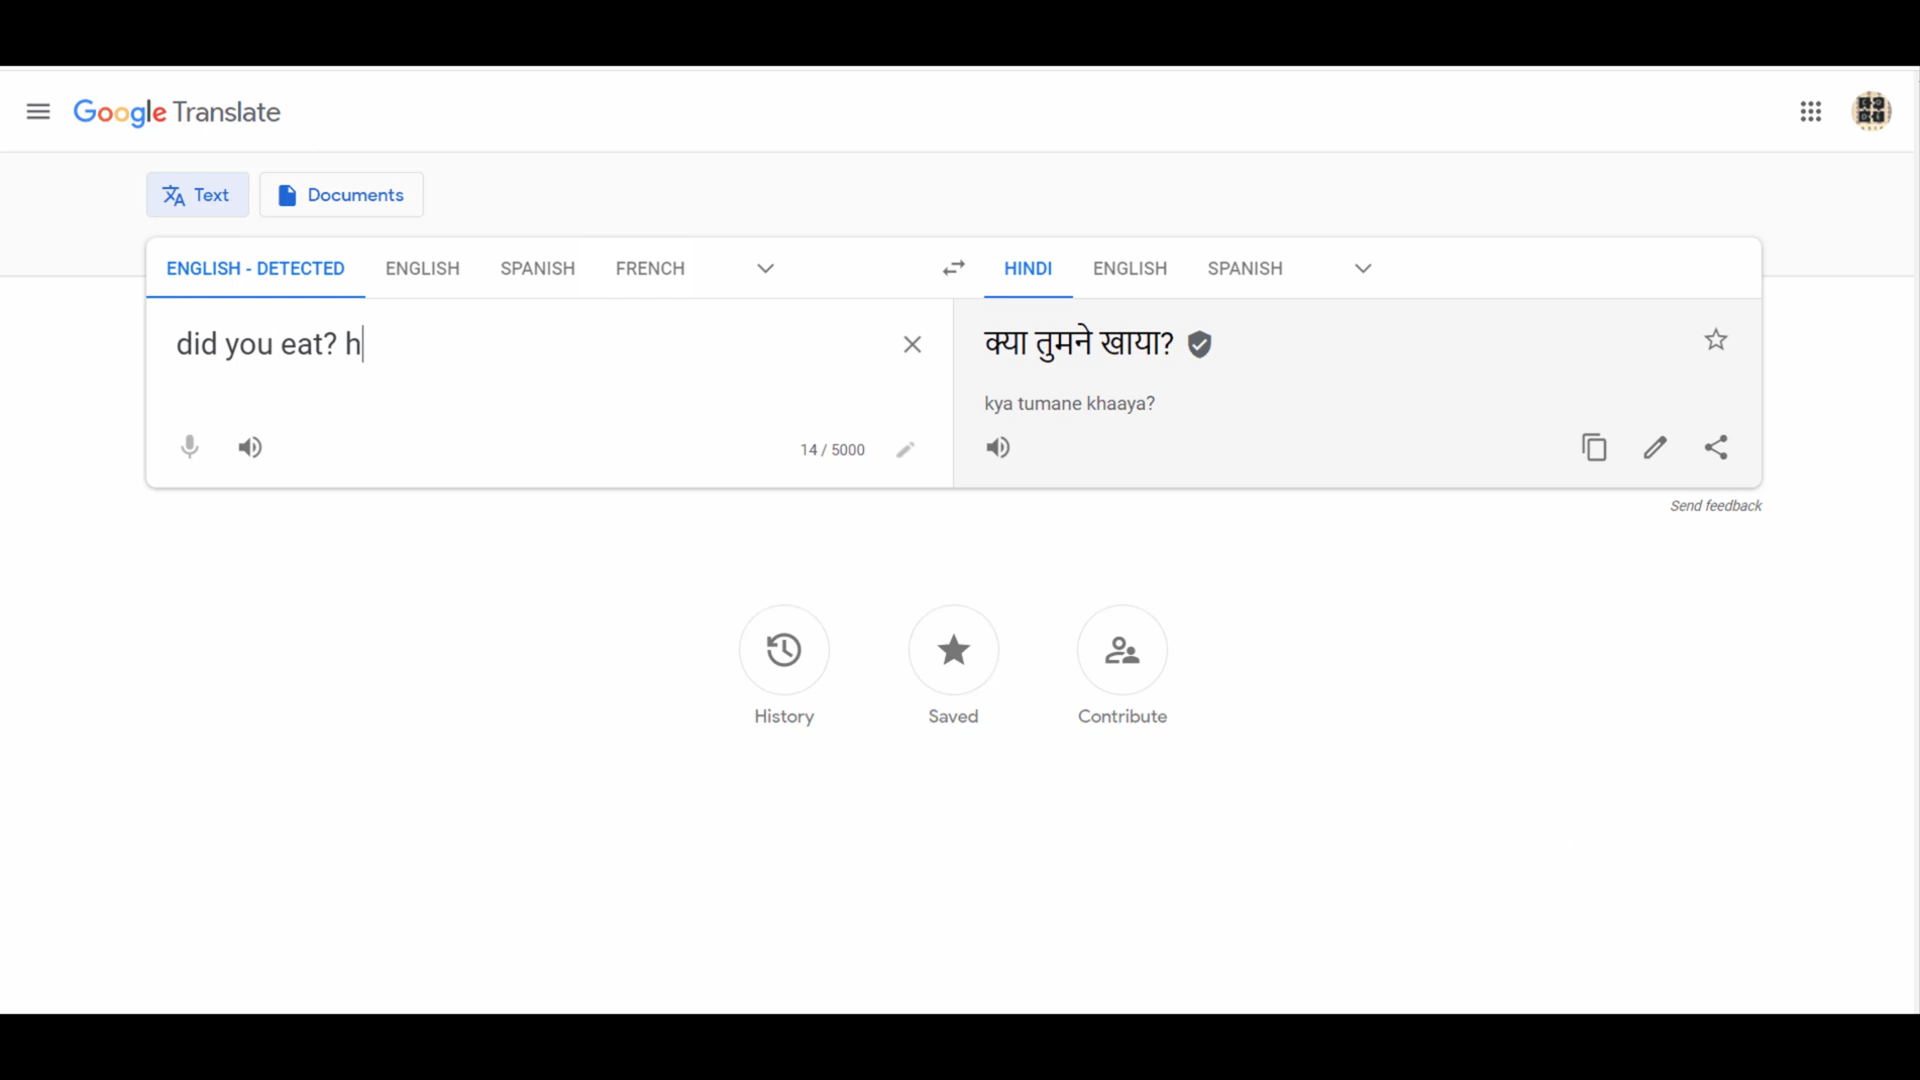 Google Translate
Text Documents
ENGLISH - DETECTED ENGLISH SPANISH FRENCH HINDI ENGLISH SPANISH
did you eat? h
क्या तुमने खाया?
kya tumane khaaya?
14 / 5000
Send feedback
History Saved Contribute